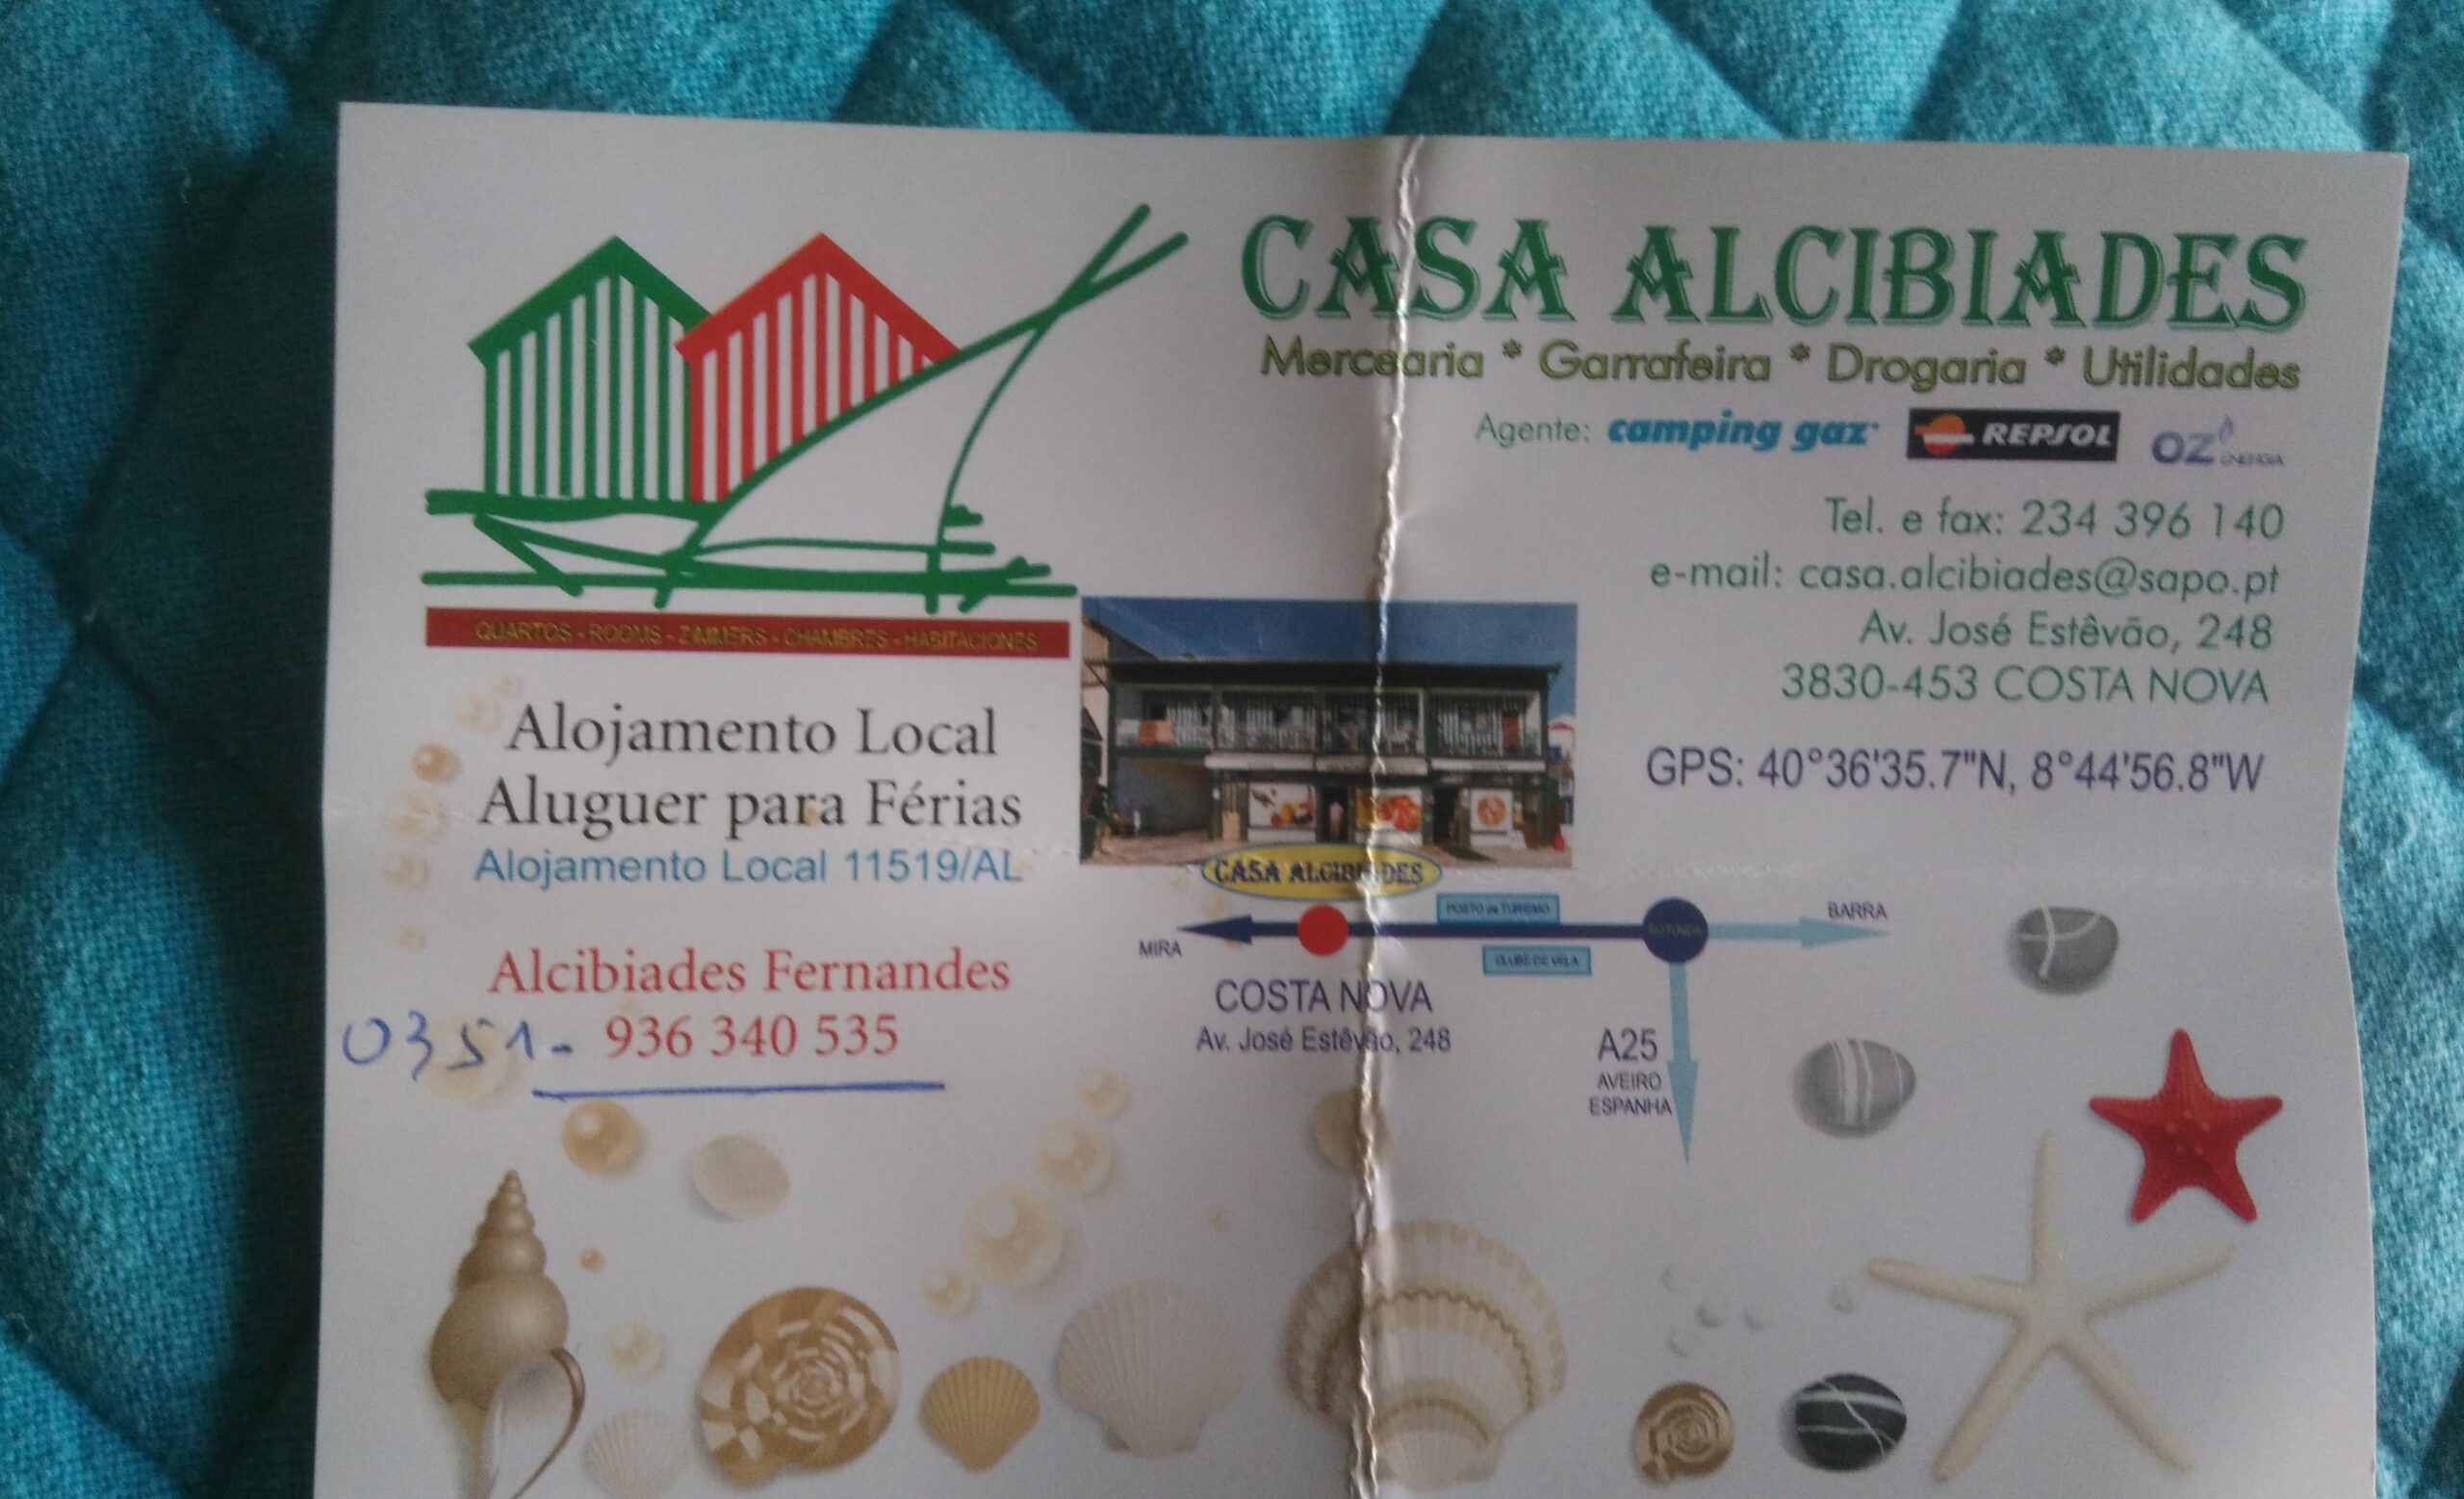 CASA ALCIBIADES
Mercearia * Garrafeira * Drogaria * Utilidades
Agente: camping gaz REPSOL OZ ENERGIA
Tel. e fax: 234 396 140
e-mail: casa.alcibiades@sapo.pt
Av. José Estêvão, 248
3830-453 COSTA NOVA
GPS: 40°36'35.7"N, 8°44'56.8"W
QUARTOS - ROOMS - ZIMMERS - CHAMBRES - HABITACIONES
Alojamento Local
Aluguer para Férias
Alojamento Local 11519/AL
Alcibiades Fernandes
0351- 936 340 535
CASA ALCIBIADES
POSTO de TURISMO
BARRA
ROTUNDA
MIRA
CLUBE DE VELA
COSTA NOVA
Av. José Estêvão, 248
A25
AVEIRO
ESPANHA